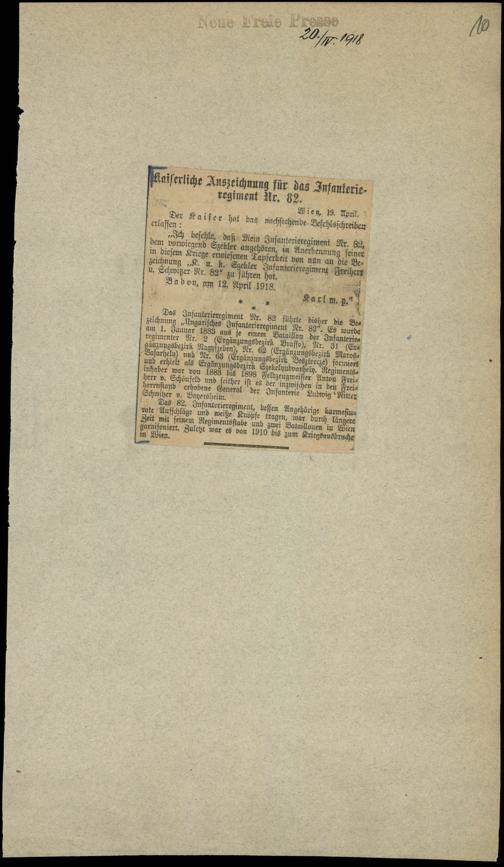 Neue Freie Presse
20./IV. 1918
10
Kaiserliche Auszeichnung für das Infanterie-
regiment Nr. 82.
Wien, 19. April.
Der Kaiser hat das nachstehende Befehlsschreiben
erlassen:
„Ich befehle, daß Mein Infanterieregiment Nr. 82,
dem vorwiegend Szekler angehören, in Anerkennung seiner
in diesem Kriege erwiesenen Tapferkeit von nun an die Be-
zeichnung „K. u. k. Szekler Infanterieregiment Freiherr
v. Schwitzer Nr. 82" zu führen hat.
Baden, am 12. April 1918.
Karl m. p."
* * *
Das Infanterieregiment Nr. 82 führte bisher die Be-
zeichnung „Ungarisches Infanterieregiment Nr. 82". Es wurde
am 1. Jänner 1883 aus je einem Bataillon der Infanterie-
regimenter Nr. 2 (Ergänzungsbezirk Brasso), Nr. 31 (Er-
gänzungsbezirk Nagyszeben), Nr. 62 (Ergänzungsbezirk Maros-
Vasarhely) und Nr. 63 (Ergänzungsbezirk Besztercze) formiert
und erhielt als Ergänzungsbezirk Szekelyudvarhely. Regiments-
inhaber war von 1883 bis 1898 Feldzeugmeister Anton Frei-
herr v. Schönfeld und seither ist es der inzwischen in den Frei-
herrenstand erhobene General der Infanterie Ludwig Ritter
Schwitzer v. Bayersheim.
Das 82. Infanterieregiment, dessen Angehörige karmesin-
rote Aufschläge und weiße Knöpfe tragen, war durch längere
Zeit mit seinem Regimentsstabe und zwei Bataillonen in Wien
garnisoniert. Zuletzt war es von 1910 bis zum Kriegsausbruche
in Wien.